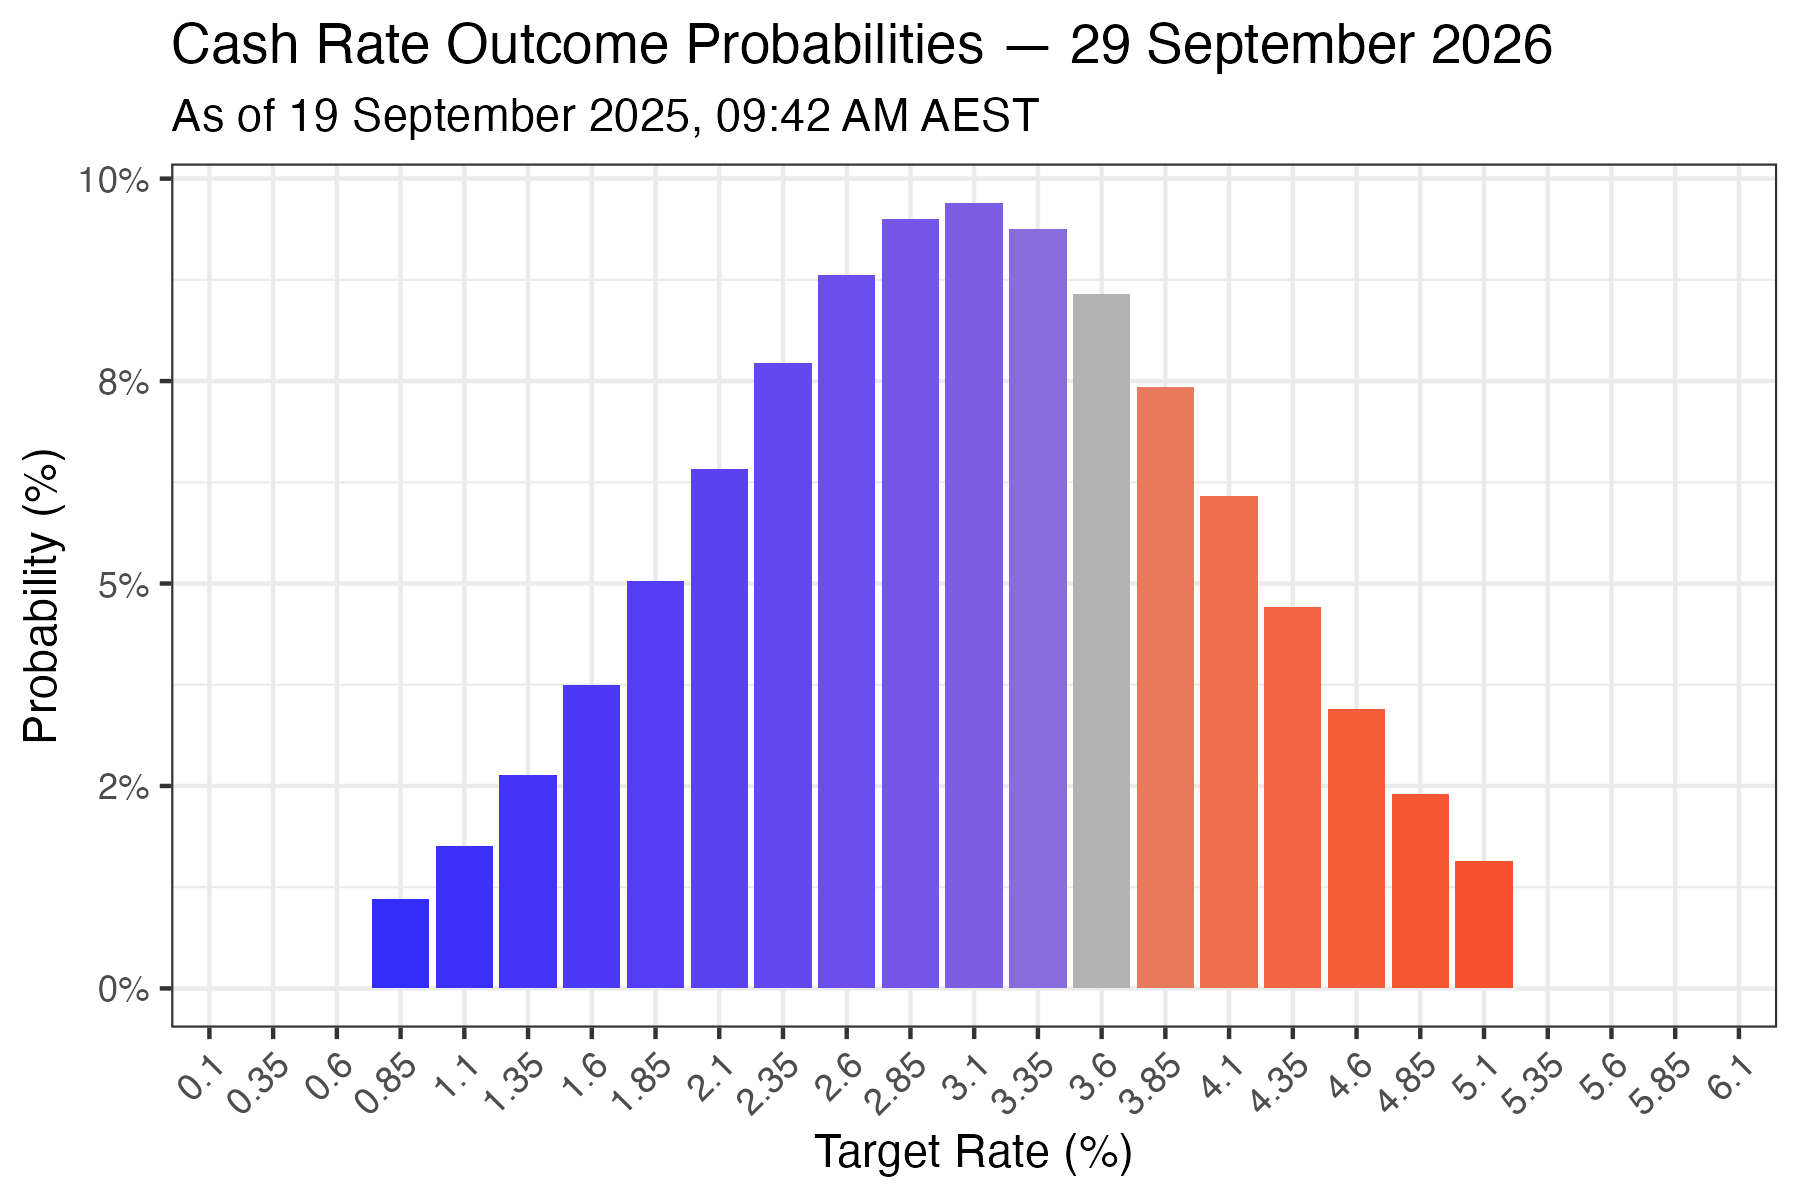 Cash Rate Outcome Probabilities — 29 September 2026
As of 19 September 2025, 09:42 AM AEST
Probability (%)
10%
8%
5%
2%
0%
0.1 0.35 0.6 0.85 1.1 1.35 1.6 1.85 2.1 2.35 2.6 2.85 3.1 3.35 3.6 3.85 4.1 4.35 4.6 4.85 5.1 5.35 5.6 5.85 6.1
Target Rate (%)